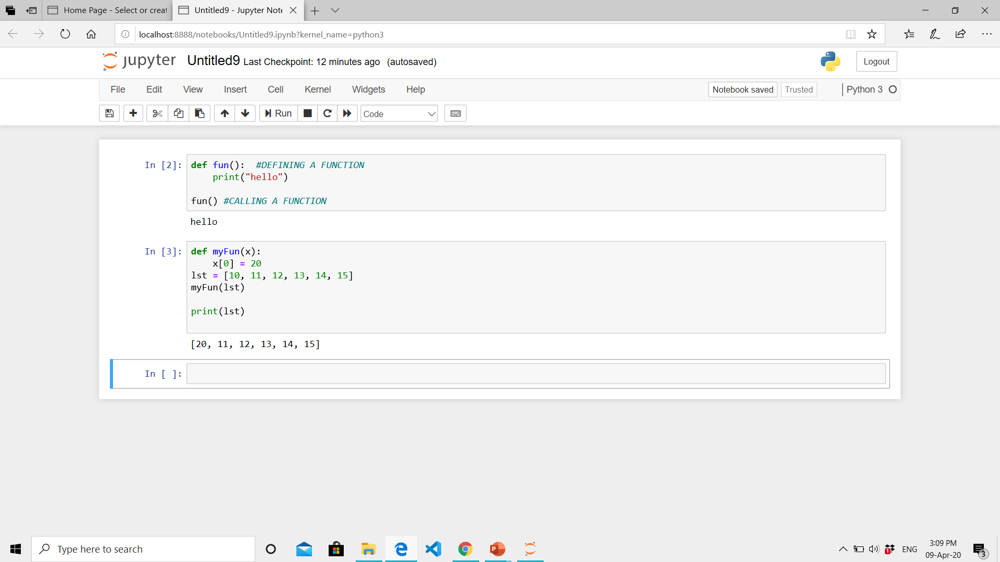 Home Page - Select or creat
Untitled9 - Jupyter Note
localhost:8888/notebooks/Untitled9.ipynb?kernel_name=python3
jupyter Untitled9 Last Checkpoint: 12 minutes ago (autosaved)
Logout
File Edit View Insert Cell Kernel Widgets Help
Notebook saved Trusted Python 3
Run Code
In [2]: def fun():  #DEFINING A FUNCTION
    print("hello")
fun() #CALLING A FUNCTION
hello
In [3]: def myFun(x):
    x[0] = 20
lst = [10, 11, 12, 13, 14, 15]
myFun(lst)
print(lst)
[20, 11, 12, 13, 14, 15]
In [ ]:
Type here to search
P
1
ENG
3:09 PM
09-Apr-20
3